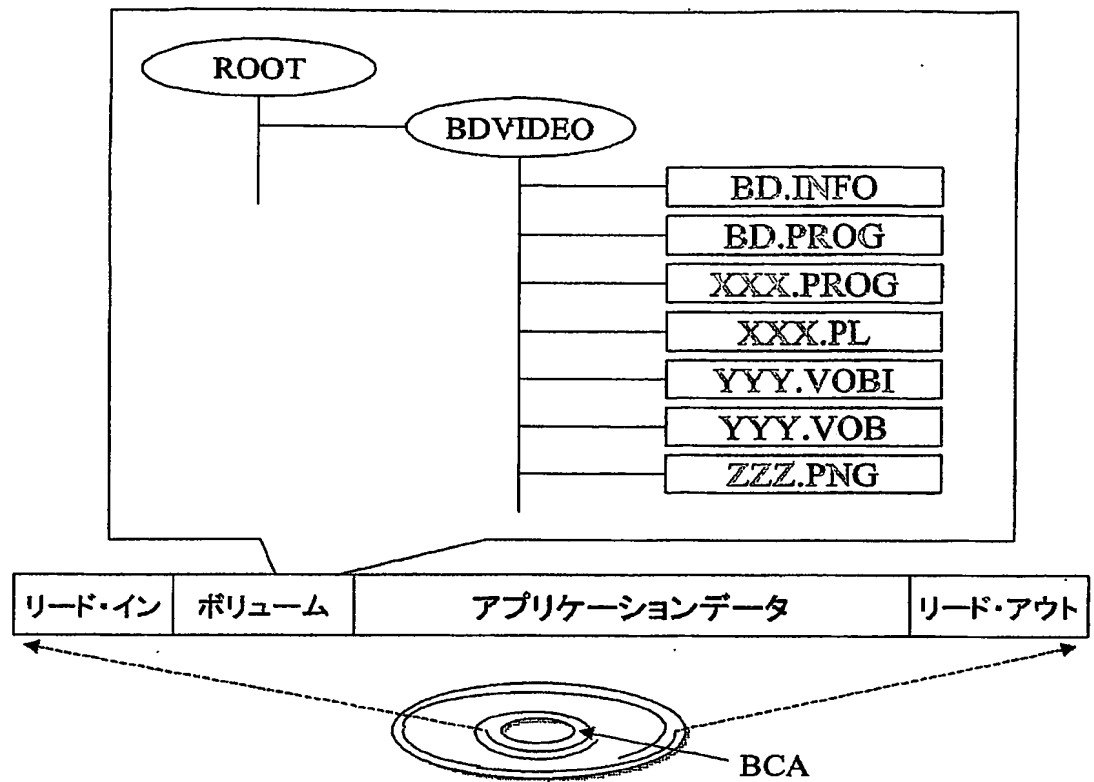 ROOT
BDVIDEO
BD.INFO
BD.PROG
XXX.PROG
XXX.PL
YYY.VOBI
YYY.VOB
ZZZ.PNG
リード・イン ボリューム アプリケーションデータ リード・アウト
BCA